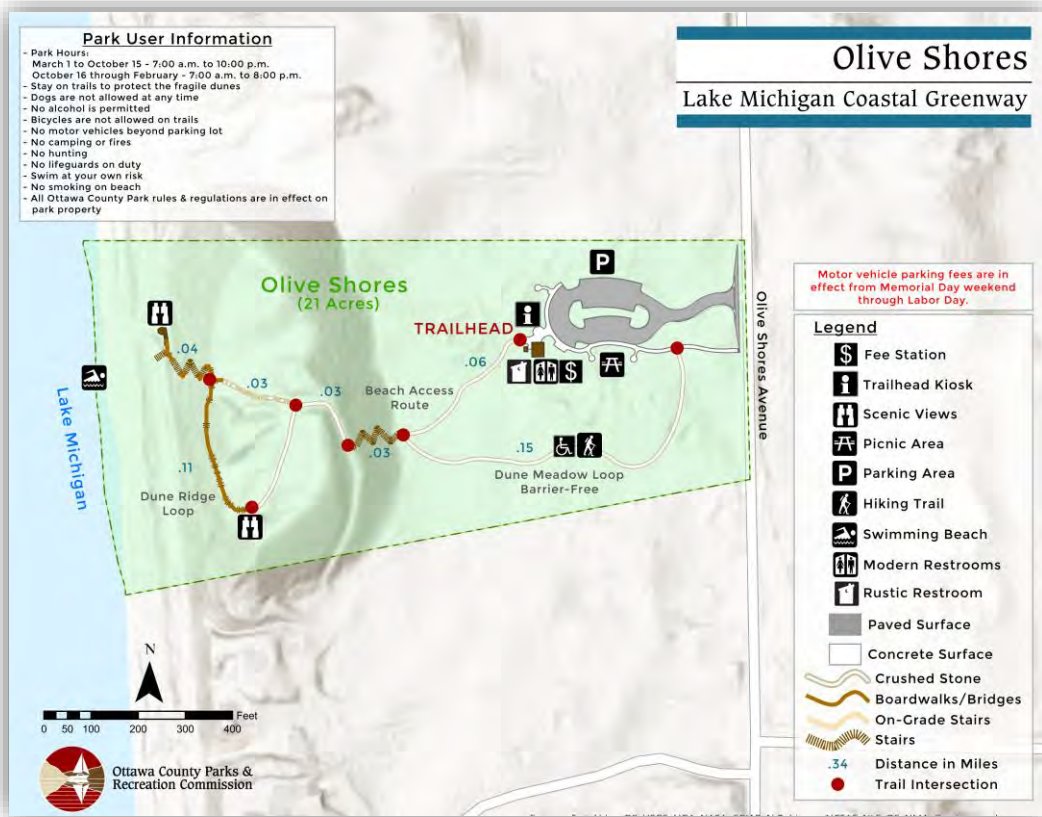 Park User Information
- Park Hours:
March 1 to October 15 - 7:00 a.m. to 10:00 p.m.
October 16 through February - 7:00 a.m. to 8:00 p.m.
- Stay on trails to protect the fragile dunes
- Dogs are not allowed at any time
- No alcohol is permitted
- Bicycles are not allowed on trails
- No motor vehicles beyond parking lot
- No camping or fires
- No hunting
- No lifeguards on duty
- Swim at your own risk
- No smoking on beach
- All Ottawa County Park rules & regulations are in effect on
park property
Olive Shores
Lake Michigan Coastal Greenway
Olive Shores
(21 Acres)
P
TRAILHEAD
i
$
.04
.03
.03
.06
Beach Access
Route
.03
.15
.11
Dune Ridge
Loop
Dune Meadow Loop
Barrier-Free
Lake Michigan
Olive Shores Avenue
Motor vehicle parking fees are in
effect from Memorial Day weekend
through Labor Day.
Legend
$ Fee Station
i Trailhead Kiosk
Scenic Views
Picnic Area
P Parking Area
Hiking Trail
Swimming Beach
Modern Restrooms
Rustic Restroom
Paved Surface
Concrete Surface
Crushed Stone
Boardwalks/Bridges
On-Grade Stairs
Stairs
.34 Distance in Miles
Trail Intersection
N
Feet
0 50 100 200 300 400
Ottawa County Parks &
Recreation Commission